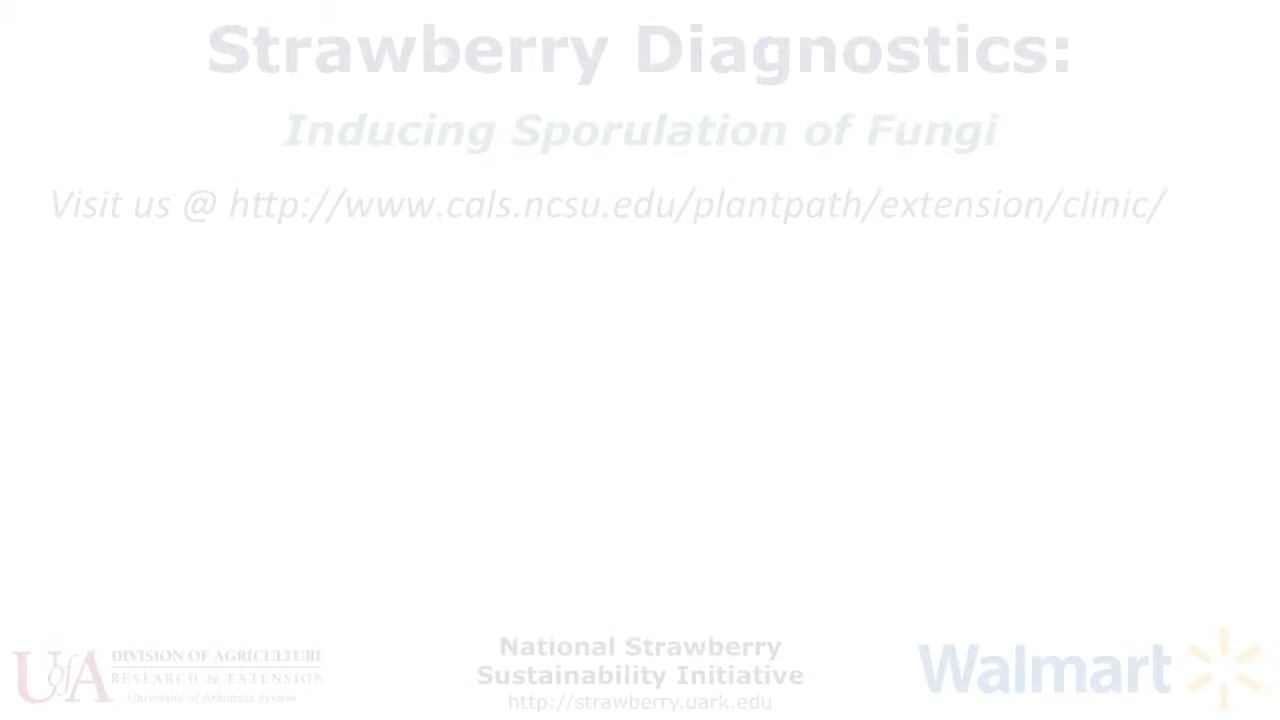 Strawberry Diagnostics:
Inducing Sporulation of Fungi
Visit us @ http://www.cals.ncsu.edu/plantpath/extension/clinic/
UofA
DIVISION OF AGRICULTURE
RESEARCH & EXTENSION
University of Arkansas System
National Strawberry
Sustainability Initiative
http://strawberry.uark.edu
Walmart